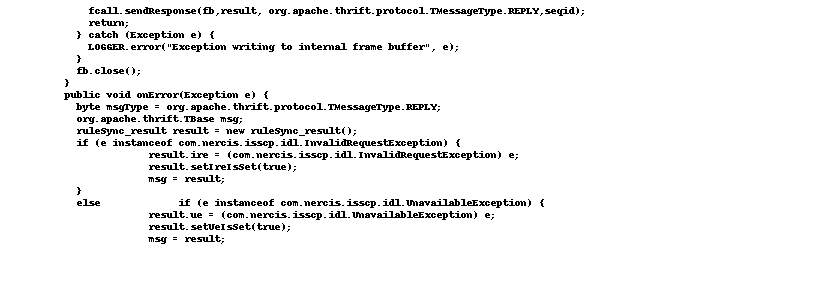 fcall.sendResponse(fb,result, org.apache.thrift.protocol.TMessageType.REPLY,seqid);
return;
} catch (Exception e) {
LOGGER.error("Exception writing to internal frame buffer", e);
}
fb.close();
}
public void onError(Exception e) {
byte msgType = org.apache.thrift.protocol.TMessageType.REPLY;
org.apache.thrift.TBase msg;
ruleSync_result result = new ruleSync_result();
if (e instanceof com.nercis.isscp.idl.InvalidRequestException) {
result.ire = (com.nercis.isscp.idl.InvalidRequestException) e;
result.setIreIsSet(true);
msg = result;
}
else             if (e instanceof com.nercis.isscp.idl.UnavailableException) {
result.ue = (com.nercis.isscp.idl.UnavailableException) e;
result.setUeIsSet(true);
msg = result;